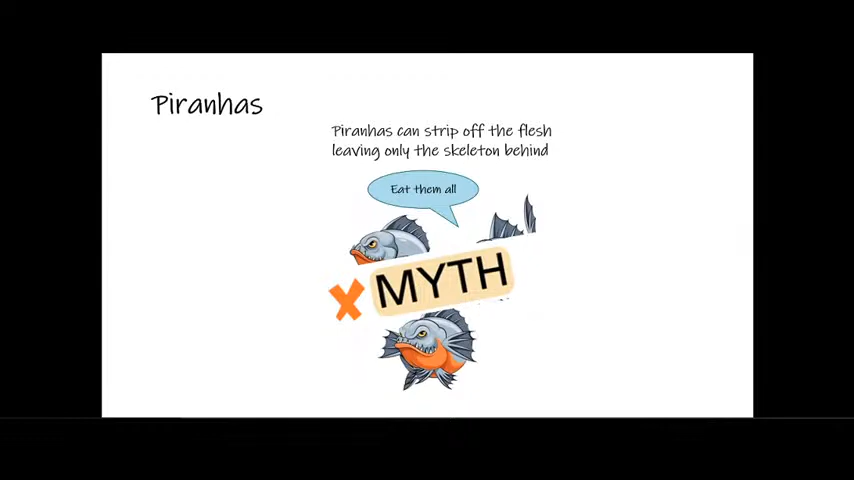 Piranhas
Piranhas can strip off the flesh
leaving only the skeleton behind
Eat them all
X MYTH